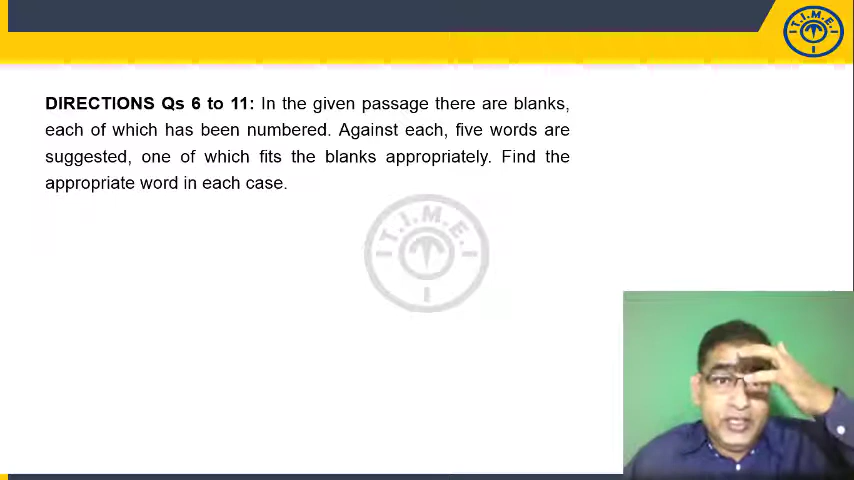 T.I.M.E
DIRECTIONS Qs 6 to 11: In the given passage there are blanks,
each of which has been numbered. Against each, five words are
suggested, one of which fits the blanks appropriately. Find the
appropriate word in each case.
T.I.M.E